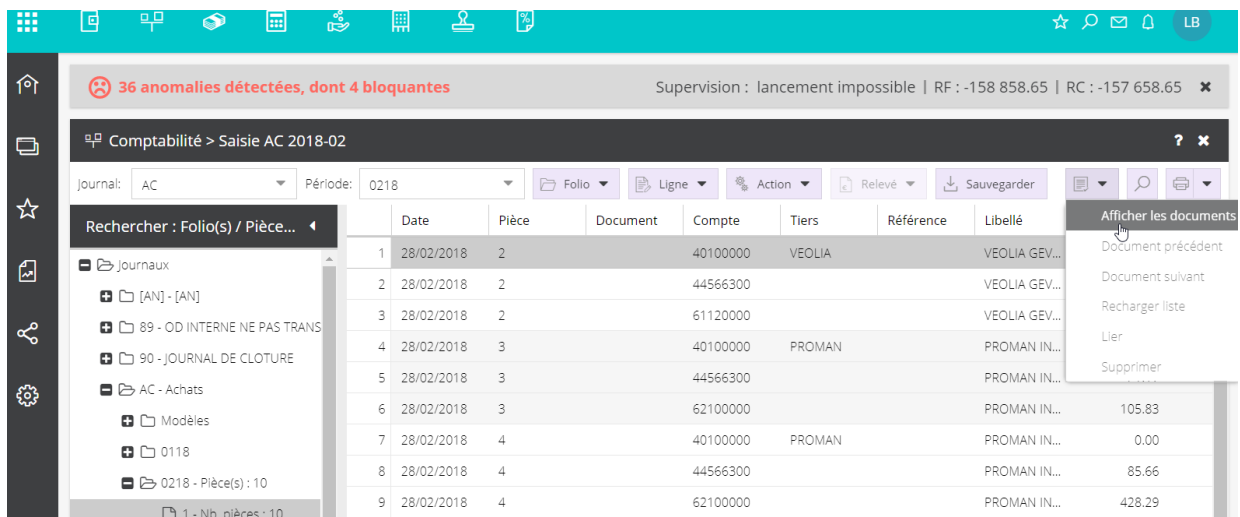 LB
36 anomalies détectées, dont 4 bloquantes
Supervision : lancement impossible | RF : -158 858.65 | RC : -157 658.65
Comptabilité > Saisie AC 2018-02
Journal: AC Période: 0218 Folio Ligne Action Relevé Sauvegarder
Rechercher : Folio(s) / Pièce...
Journaux
[AN] - [AN]
89 - OD INTERNE NE PAS TRANS
90 - JOURNAL DE CLOTURE
AC - Achats
Modèles
0118
0218 - Pièce(s) : 10
1 - Nb. pièces : 10
Date Pièce Document Compte Tiers Référence Libellé
1 28/02/2018 2 40100000 VEOLIA VEOLIA GEV...
2 28/02/2018 2 44566300 VEOLIA GEV...
3 28/02/2018 2 61120000 VEOLIA GEV...
4 28/02/2018 3 40100000 PROMAN PROMAN IN...
5 28/02/2018 3 44566300 PROMAN IN...
6 28/02/2018 3 62100000 PROMAN IN... 105.83
7 28/02/2018 4 40100000 PROMAN PROMAN IN... 0.00
8 28/02/2018 4 44566300 PROMAN IN... 85.66
9 28/02/2018 4 62100000 PROMAN IN... 428.29
Afficher les documents
Document précédent
Document suivant
Recharger liste
Lier
Supprimer